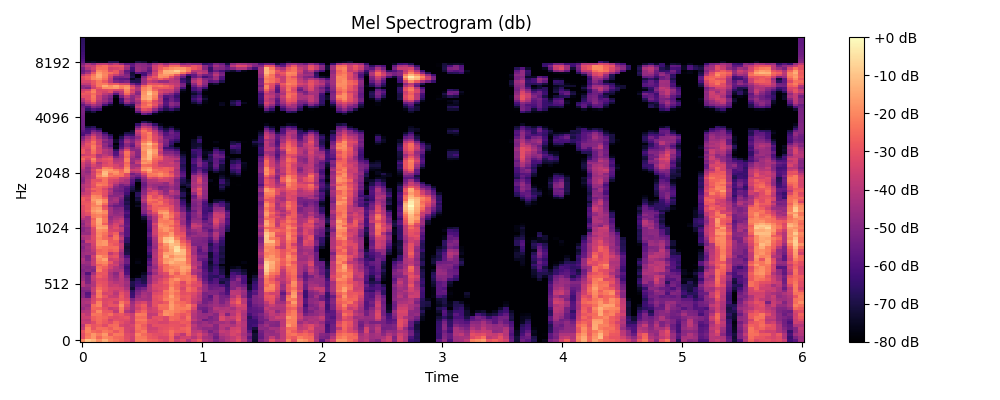 Mel Spectrogram (db)
Hz
8192
4096
2048
1024
512
0
0 1 2 3 4 5 6
Time
+0 dB
-10 dB
-20 dB
-30 dB
-40 dB
-50 dB
-60 dB
-70 dB
-80 dB